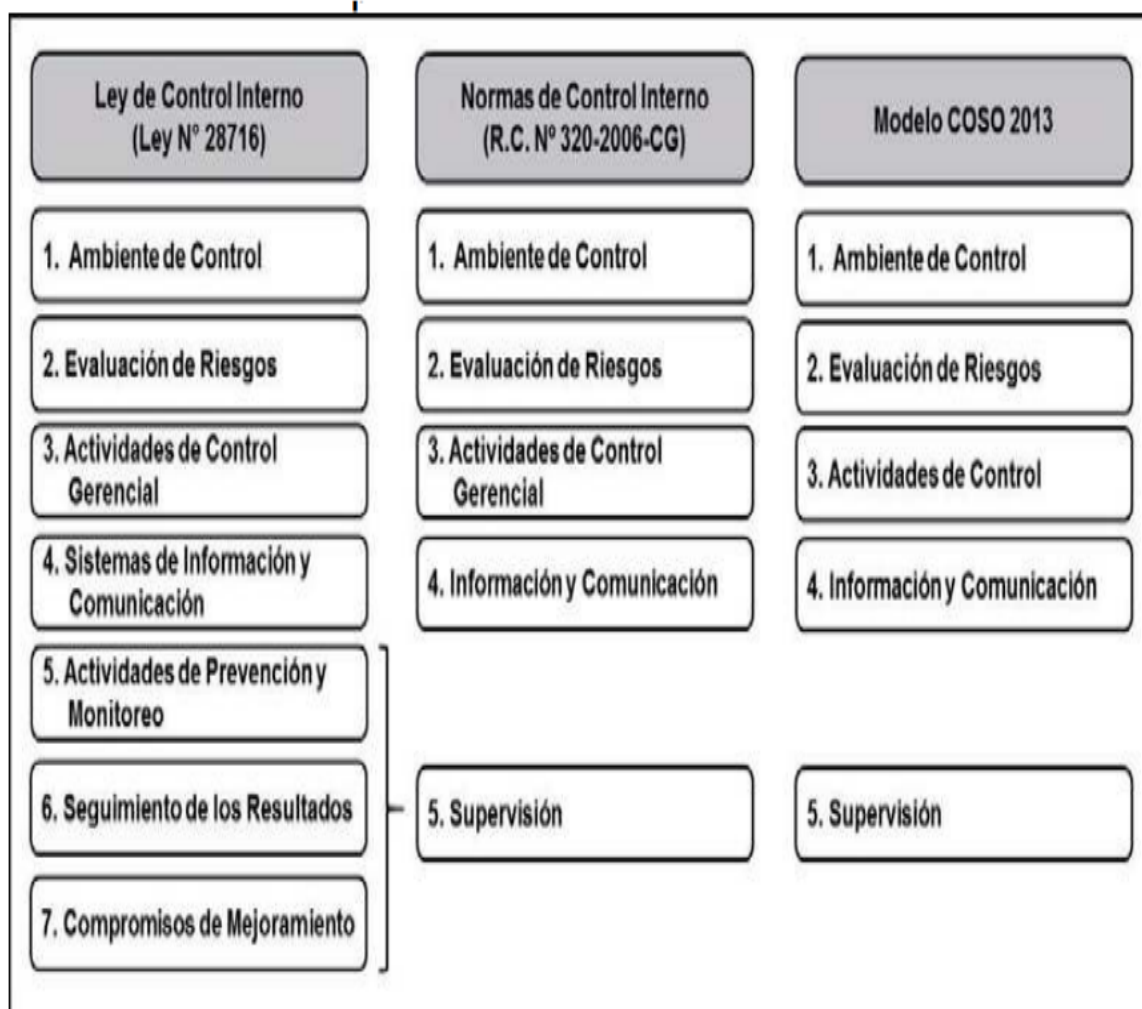 Ley de Control Interno
(Ley N° 28716)
1. Ambiente de Control
2. Evaluación de Riesgos
3. Actividades de Control
Gerencial
4. Sistemas de Información y
Comunicación
5. Actividades de Prevención y
Monitoreo
6. Seguimiento de los Resultados
7. Compromisos de Mejoramiento
Normas de Control Interno
(R.C. Nº 320-2006-CG)
1. Ambiente de Control
2. Evaluación de Riesgos
3. Actividades de Control
Gerencial
4. Información y Comunicación
5. Supervisión
Modelo COSO 2013
1. Ambiente de Control
2. Evaluación de Riesgos
3. Actividades de Control
4. Información y Comunicación
5. Supervisión